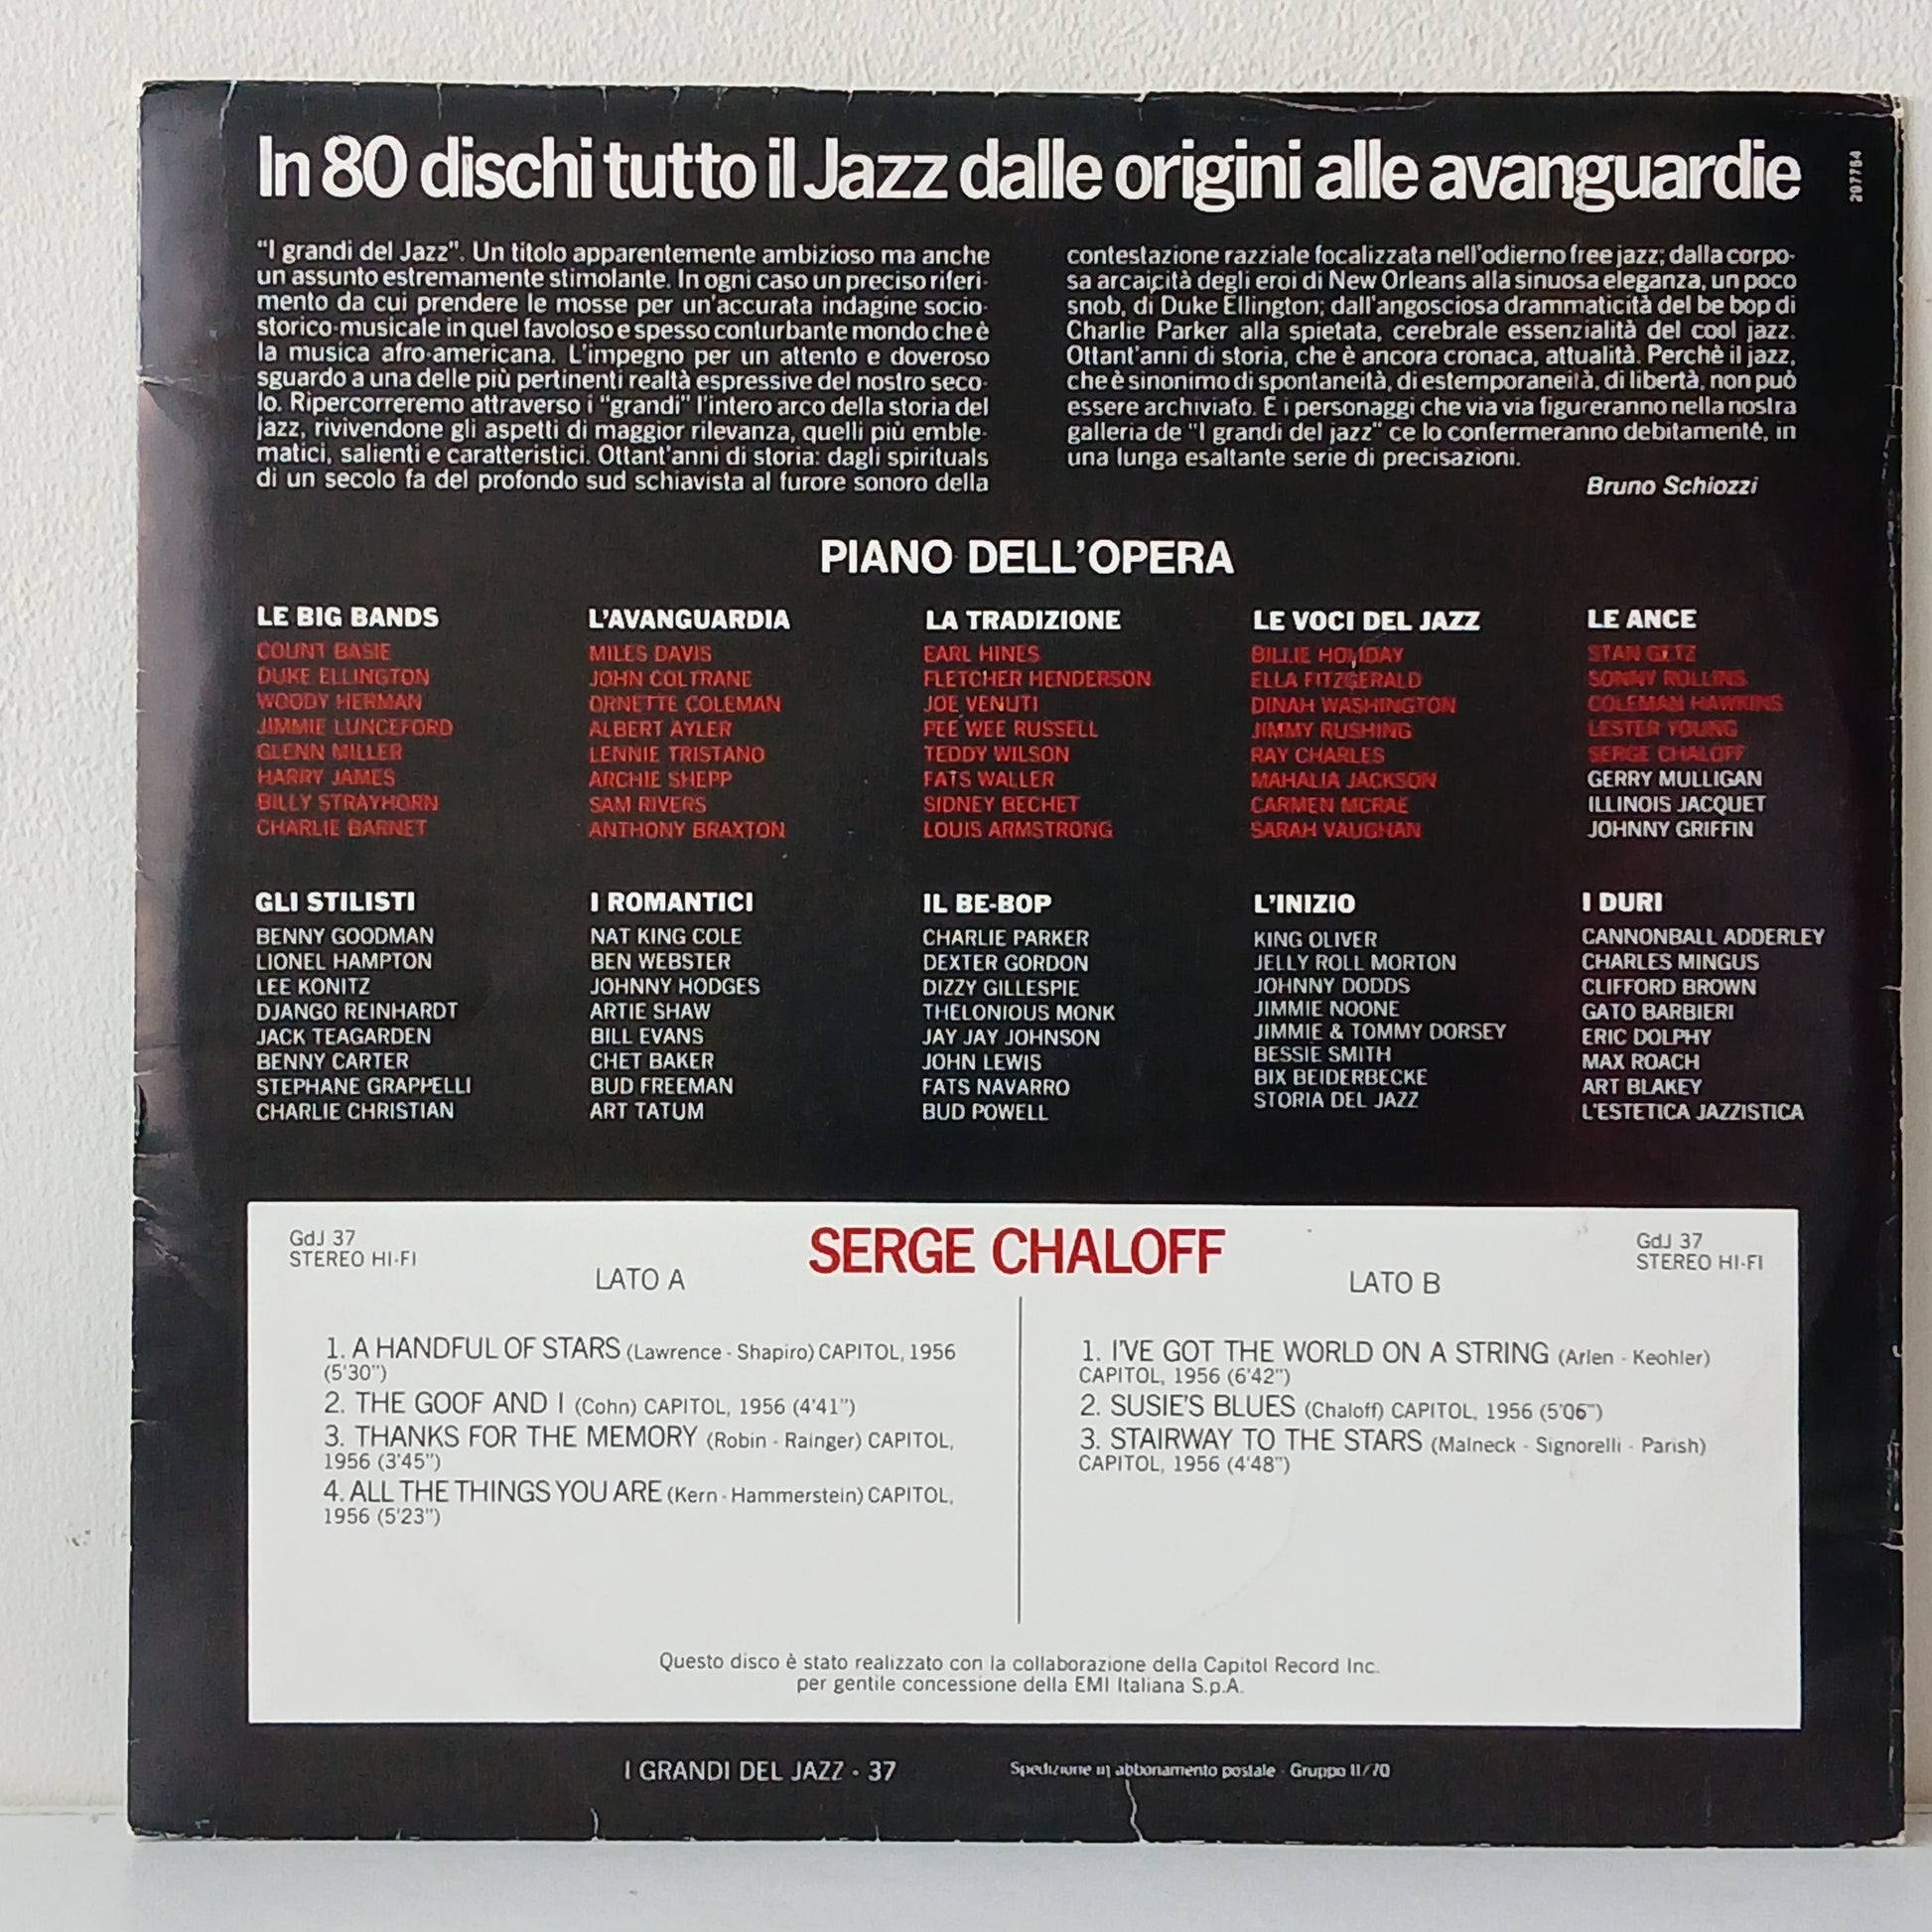 In 80 dischi tutto il Jazz dalle origini alle avanguardie
207764
"I grandi del Jazz". Un titolo apparentemente ambizioso ma anche
un assunto estremamente stimolante. In ogni caso un preciso riferi-
mento da cui prendere le mosse per un'accurata indagine socio-
storico-musicale in quel favoloso e spesso conturbante mondo che è
la musica afro-americana. L'impegno per un attento e doveroso
sguardo a una delle più pertinenti realtà espressive del nostro seco-
lo. Ripercorreremo attraverso i "grandi" l'intero arco della storia del
jazz, rivivendone gli aspetti di maggior rilevanza, quelli più emble-
matici, salienti e caratteristici. Ottant'anni di storia: dagli spirituals
di un secolo fa del profondo sud schiavista al furore sonoro della
contestazione razziale focalizzata nell'odierno free jazz; dalla corpo-
sa arcaicità degli eroi di New Orleans alla sinuosa eleganza, un poco
snob, di Duke Ellington; dall'angosciosa drammaticità del be bop di
Charlie Parker alla spietata, cerebrale essenzialità del cool jazz.
Ottant'anni di storia, che è ancora cronaca, attualità. Perchè il jazz,
che è sinonimo di spontaneità, di estemporaneità, di libertà, non può
essere archiviato. E i personaggi che via via figureranno nella nostra
galleria de "I grandi del jazz" ce lo confermeranno debitamente, in
una lunga esaltante serie di precisazioni.
Bruno Schiozzi
PIANO DELL'OPERA
LE BIG BANDS
COUNT BASIE
DUKE ELLINGTON
WOODY HERMAN
JIMMIE LUNCEFORD
GLENN MILLER
HARRY JAMES
BILLY STRAYHORN
CHARLIE BARNET
L'AVANGUARDIA
MILES DAVIS
JOHN COLTRANE
ORNETTE COLEMAN
ALBERT AYLER
LENNIE TRISTANO
ARCHIE SHEPP
SAM RIVERS
ANTHONY BRAXTON
LA TRADIZIONE
EARL HINES
FLETCHER HENDERSON
JOE VENUTI
PEE WEE RUSSELL
TEDDY WILSON
FATS WALLER
SIDNEY BECHET
LOUIS ARMSTRONG
LE VOCI DEL JAZZ
BILLIE HOLIDAY
ELLA FITZGERALD
DINAH WASHINGTON
JIMMY RUSHING
RAY CHARLES
MAHALIA JACKSON
CARMEN MCRAE
SARAH VAUGHAN
LE ANCE
STAN GETZ
SONNY ROLLINS
COLEMAN HAWKINS
LESTER YOUNG
SERGE CHALOFF
GERRY MULLIGAN
ILLINOIS JACQUET
JOHNNY GRIFFIN
GLI STILISTI
BENNY GOODMAN
LIONEL HAMPTON
LEE KONITZ
DJANGO REINHARDT
JACK TEAGARDEN
BENNY CARTER
STEPHANE GRAPPELLI
CHARLIE CHRISTIAN
I ROMANTICI
NAT KING COLE
BEN WEBSTER
JOHNNY HODGES
ARTIE SHAW
BILL EVANS
CHET BAKER
BUD FREEMAN
ART TATUM
IL BE-BOP
CHARLIE PARKER
DEXTER GORDON
DIZZY GILLESPIE
THELONIOUS MONK
JAY JAY JOHNSON
JOHN LEWIS
FATS NAVARRO
BUD POWELL
L'INIZIO
KING OLIVER
JELLY ROLL MORTON
JOHNNY DODDS
JIMMIE NOONE
JIMMIE & TOMMY DORSEY
BESSIE SMITH
BIX BEIDERBECKE
STORIA DEL JAZZ
I DURI
CANNONBALL ADDERLEY
CHARLES MINGUS
CLIFFORD BROWN
GATO BARBIERI
ERIC DOLPHY
MAX ROACH
ART BLAKEY
L'ESTETICA JAZZISTICA
GdJ 37
STEREO HI-FI
SERGE CHALOFF
GdJ 37
STEREO HI-FI
LATO A
1. A HANDFUL OF STARS (Lawrence - Shapiro) CAPITOL, 1956
(5'30")
2. THE GOOF AND I (Cohn) CAPITOL, 1956 (4'41")
3. THANKS FOR THE MEMORY (Robin - Rainger) CAPITOL,
1956 (3'45")
4. ALL THE THINGS YOU ARE (Kern - Hammerstein) CAPITOL,
1956 (5'23")
LATO B
1. I'VE GOT THE WORLD ON A STRING (Arlen - Keohler)
CAPITOL, 1956 (6'42")
2. SUSIE'S BLUES (Chaloff) CAPITOL, 1956 (5'06")
3. STAIRWAY TO THE STARS (Malneck - Signorelli - Parish)
CAPITOL, 1956 (4'48")
Questo disco è stato realizzato con la collaborazione della Capitol Record Inc.
per gentile concessione della EMI Italiana S.p.A.
I GRANDI DEL JAZZ - 37
Spedizione in abbonamento postale - Gruppo II/70